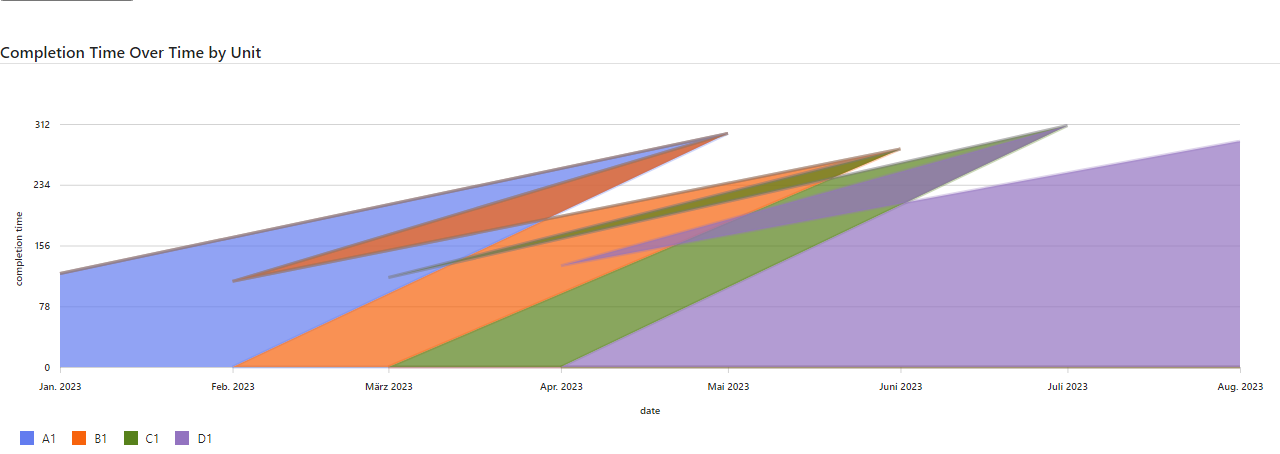 Completion Time Over Time by Unit
312
234
156
78
0
completion time
Jan. 2023 Feb. 2023 März 2023 Apr. 2023 Mai 2023 Juni 2023 Juli 2023 Aug. 2023
date
A1 B1 C1 D1